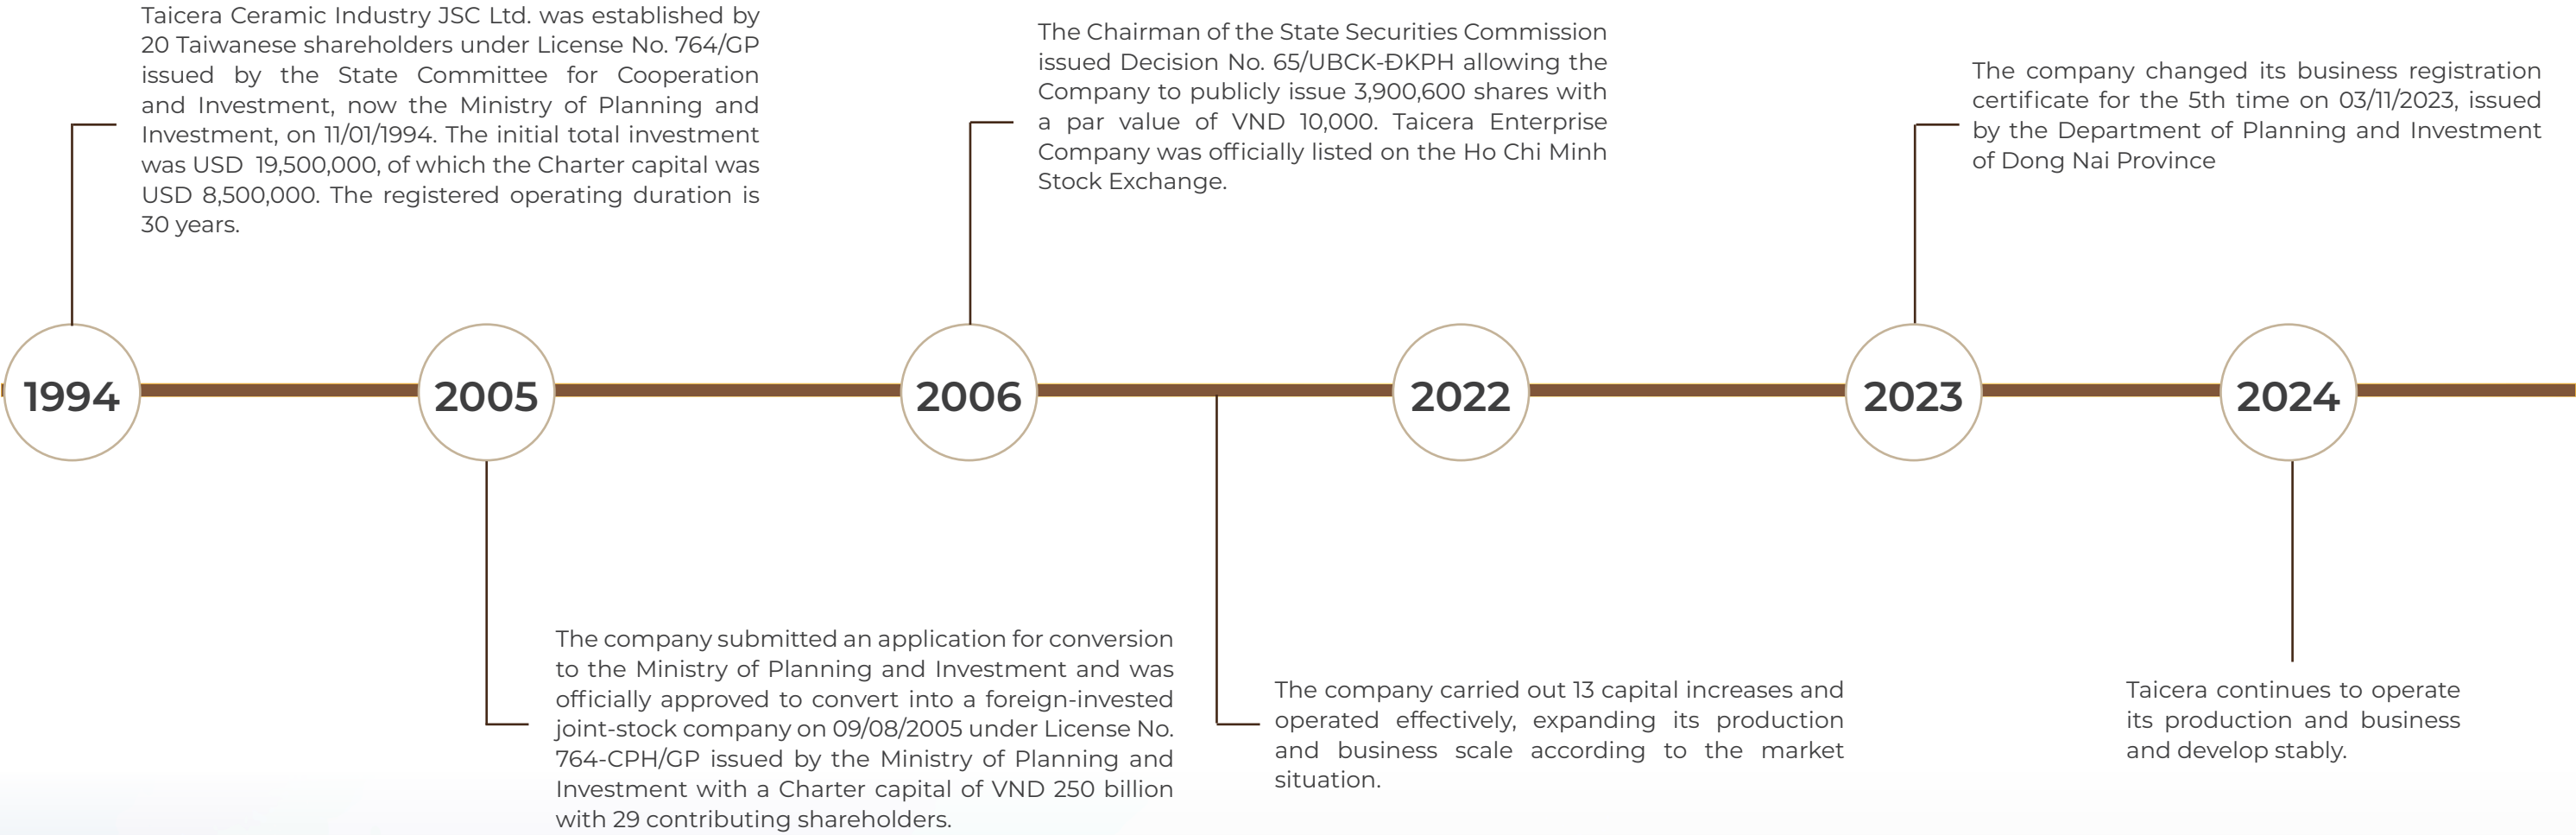 Taicera Ceramic Industry JSC Ltd. was established by
20 Taiwanese shareholders under License No. 764/GP
issued by the State Committee for Cooperation
and Investment, now the Ministry of Planning and
Investment, on 11/01/1994. The initial total investment
was USD 19,500,000, of which the Charter capital was
USD 8,500,000. The registered operating duration is
30 years.
The Chairman of the State Securities Commission
issued Decision No. 65/UBCK-ĐKPH allowing the
Company to publicly issue 3,900,600 shares with
a par value of VND 10,000. Taicera Enterprise
Company was officially listed on the Ho Chi Minh
Stock Exchange.
The company changed its business registration
certificate for the 5th time on 03/11/2023, issued
by the Department of Planning and Investment
of Dong Nai Province
1994
2005
2006
2022
2023
2024
The company submitted an application for conversion
to the Ministry of Planning and Investment and was
officially approved to convert into a foreign-invested
joint-stock company on 09/08/2005 under License No.
764-CPH/GP issued by the Ministry of Planning and
Investment with a Charter capital of VND 250 billion
with 29 contributing shareholders.
The company carried out 13 capital increases and
operated effectively, expanding its production
and business scale according to the market
situation.
Taicera continues to operate
its production and business
and develop stably.